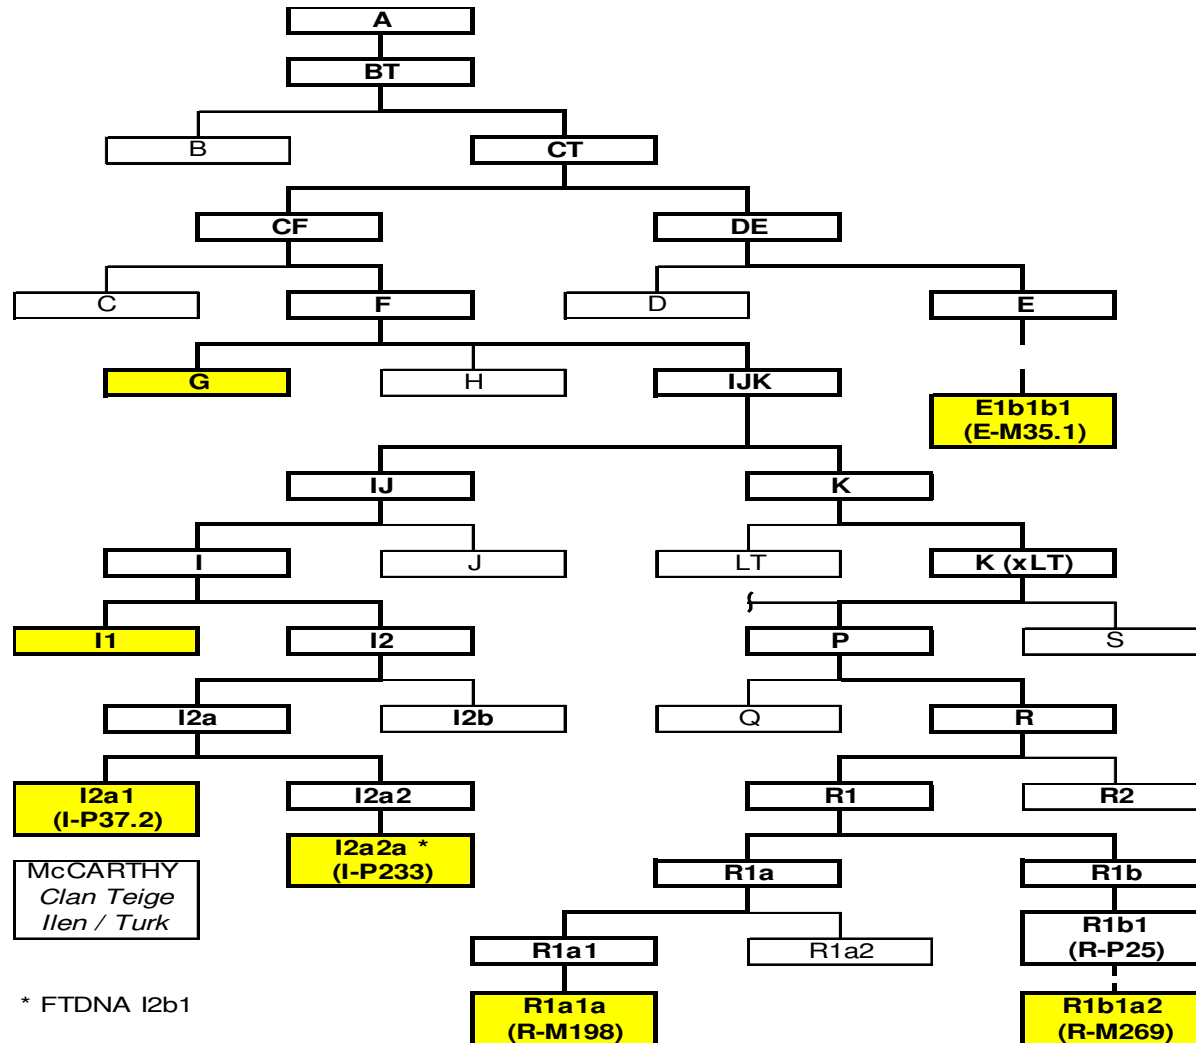 A
BT
B
CT
CF
DE
C
F
D
E
G
H
IJK
E1b1b1
(E-M35.1)
IJ
K
I
J
LT
K (xLT)
I1
I2
P
S
I2a
I2b
Q
R
I2a1
(I-P37.2)
I2a2
R1
R2
I2a2a *
(I-P233)
McCARTHY
Clan Teige
Ilen / Turk
R1a
R1b
R1a1
R1a2
R1b1
(R-P25)
* FTDNA I2b1
R1a1a
(R-M198)
R1b1a2
(R-M269)